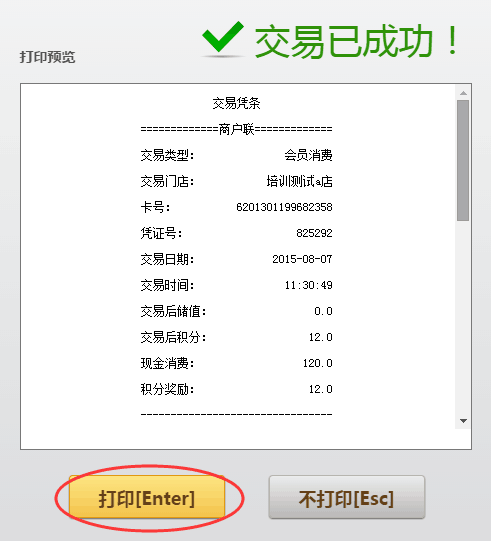 交易已成功！
打印预览
交易凭条
=============商户联=============
交易类型： 会员消费
交易门店： 培训测试a店
卡号： 6201301199682358
凭证号： 825292
交易日期： 2015-08-07
交易时间： 11:30:49
交易后储值： 0.0
交易后积分： 12.0
现金消费： 120.0
积分奖励： 12.0
--------------------------------
打印[Enter] 不打印[Esc]